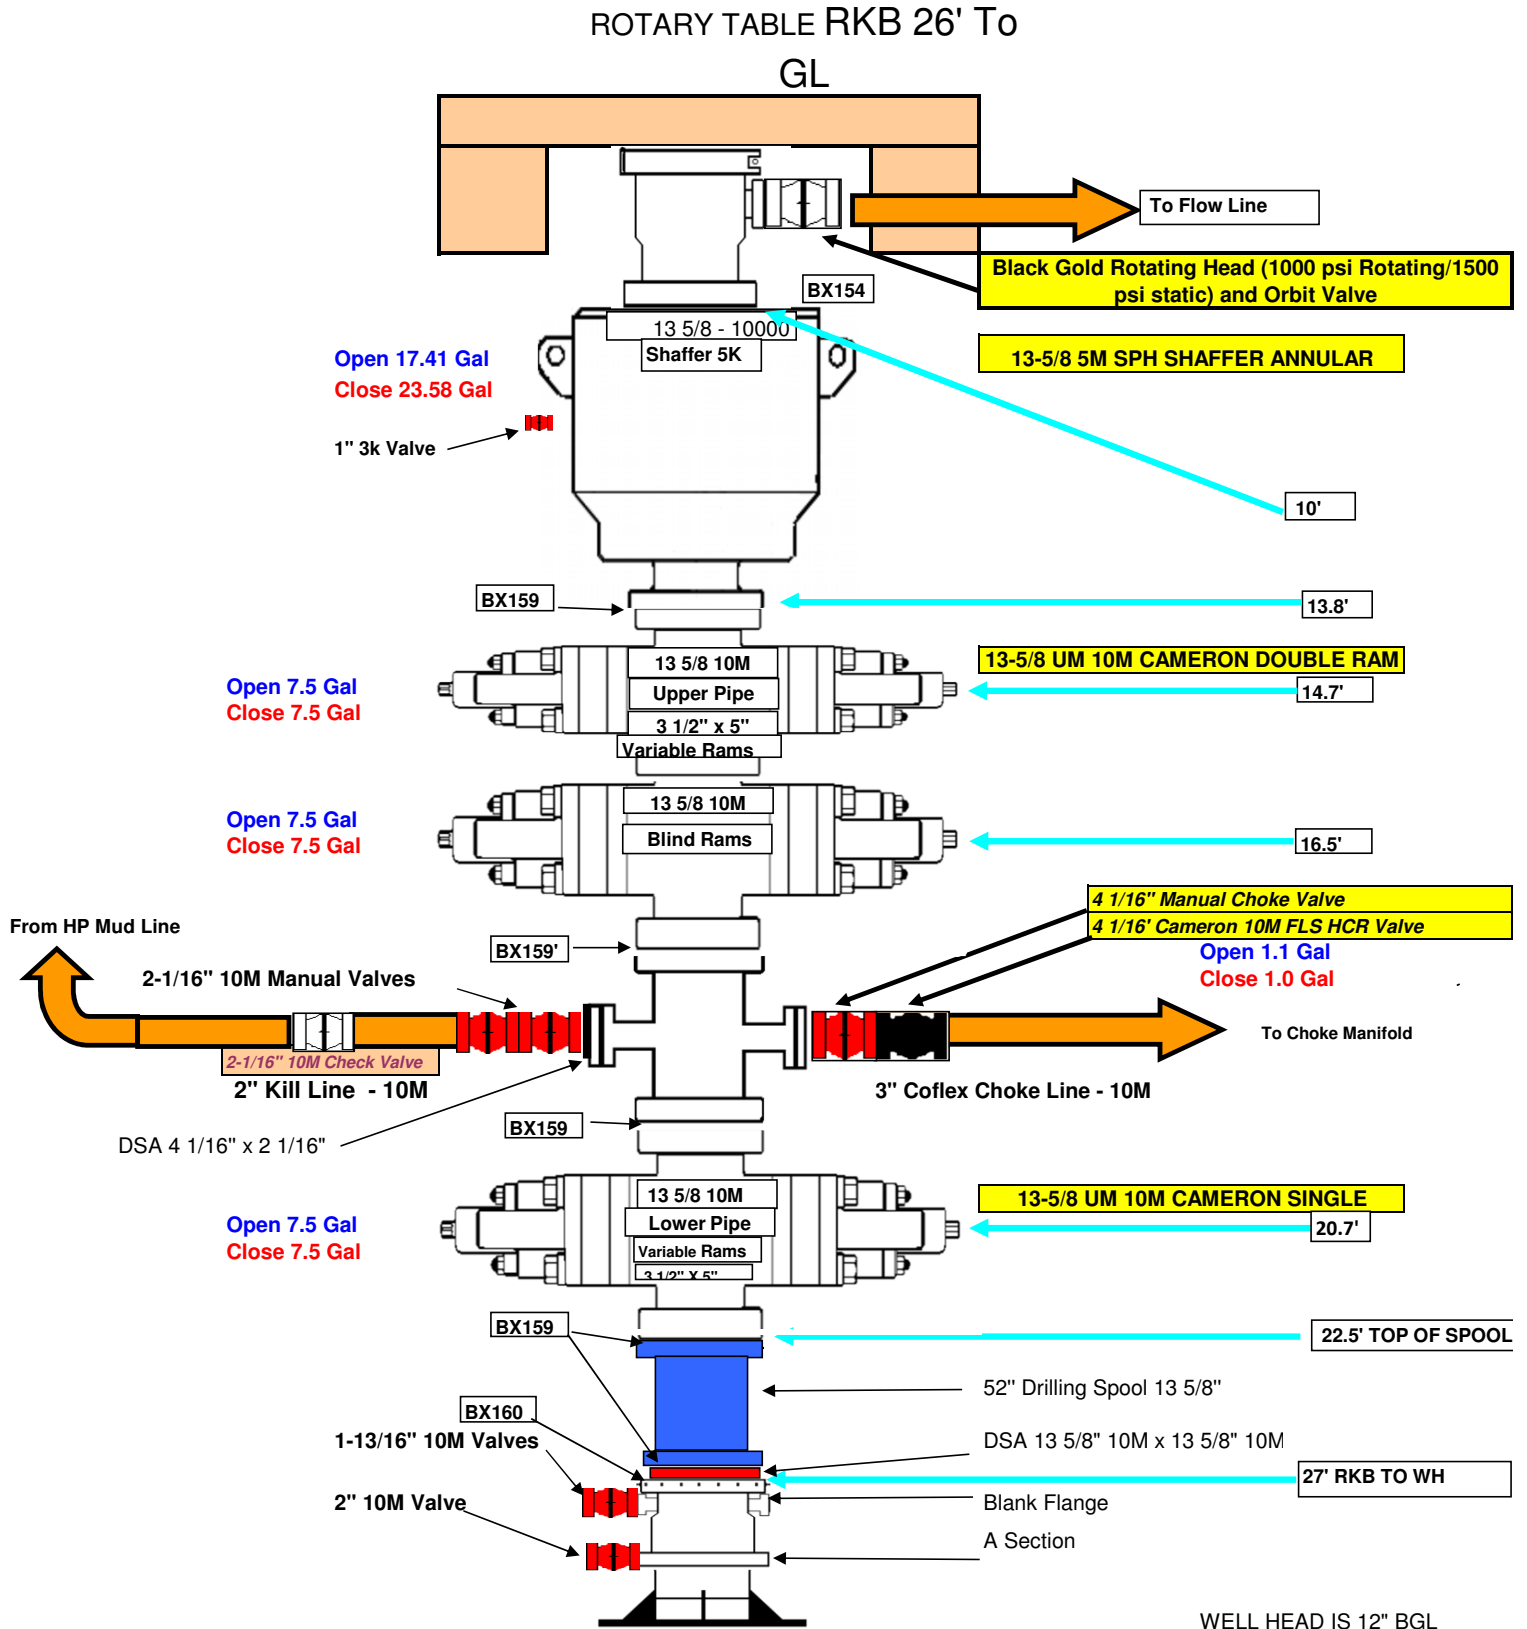 ROTARY TABLE RKB 26' To
GL
To Flow Line
Black Gold Rotating Head (1000 psi Rotating/1500
psi static) and Orbit Valve
BX154
13 5/8 - 10000
Shaffer 5K
Open 17.41 Gal
Close 23.58 Gal
13-5/8 5M SPH SHAFFER ANNULAR
1" 3k Valve
10'
BX159
13.8'
13 5/8 10M
Upper Pipe
3 1/2" x 5"
Variable Rams
13-5/8 UM 10M CAMERON DOUBLE RAM
14.7'
Open 7.5 Gal
Close 7.5 Gal
13 5/8 10M
Blind Rams
Open 7.5 Gal
Close 7.5 Gal
16.5'
4 1/16" Manual Choke Valve
4 1/16' Cameron 10M FLS HCR Valve
Open 1.1 Gal
Close 1.0 Gal
From HP Mud Line
BX159'
2-1/16" 10M Manual Valves
To Choke Manifold
2-1/16" 10M Check Valve
2" Kill Line - 10M
3" Coflex Choke Line - 10M
BX159
DSA 4 1/16" x 2 1/16"
13 5/8 10M
Lower Pipe
Variable Rams
3 1/2" X 5"
13-5/8 UM 10M CAMERON SINGLE
20.7'
Open 7.5 Gal
Close 7.5 Gal
BX159
22.5' TOP OF SPOOL
52" Drilling Spool 13 5/8"
BX160
1-13/16" 10M Valves
DSA 13 5/8" 10M x 13 5/8" 10M
27' RKB TO WH
2" 10M Valve
Blank Flange
A Section
WELL HEAD IS 12" BGL